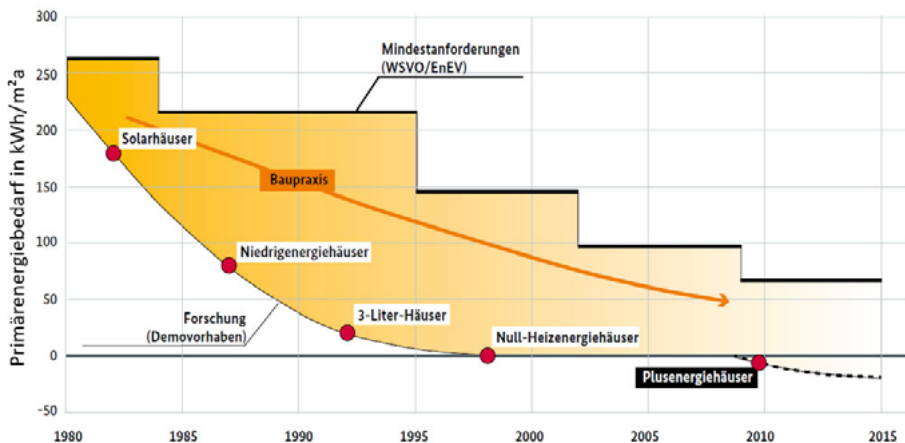 Primärenergiebedarf in kWh/m²a
300
250
200
150
100
50
0
-50
Mindestanforderungen
(WSVO/EnEV)
Solarhäuser
Baupraxis
Niedrigenergiehäuser
Forschung
(Demovorhaben)
3-Liter-Häuser
Null-Heizenergiehäuser
Plusenergiehäuser
1980 1985 1990 1995 2000 2005 2010 2015